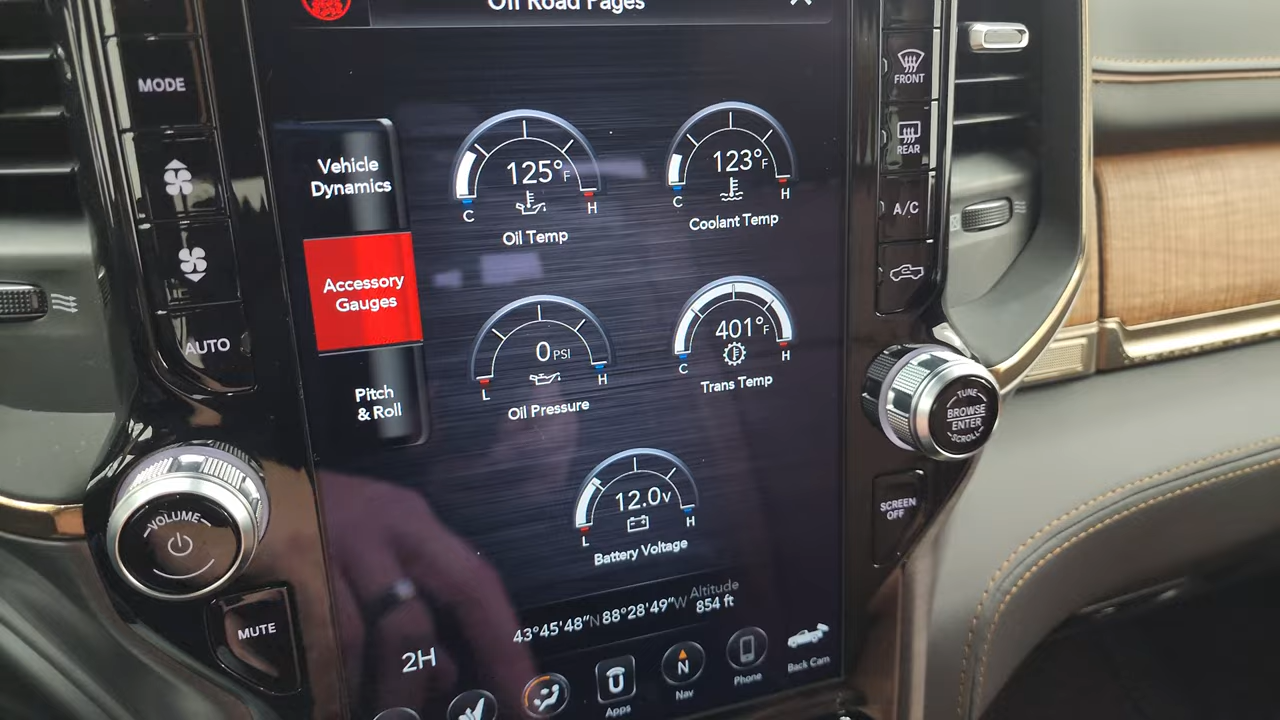 Off Road Pages
MODE
AUTO
VOLUME
MUTE
Vehicle
Dynamics
Accessory
Gauges
Pitch
& Roll
125°F
C H
Oil Temp
123°F
C H
Coolant Temp
0 PSI
L H
Oil Pressure
401°F
C H
Trans Temp
12.0v
L H
Battery Voltage
43°45'48"N 88°28'49"W
Altitude
854 ft
2H
Apps
N
Nav
Phone
Back Cam
FRONT
REAR
A/C
TUNE
BROWSE
ENTER
SCROLL
SCREEN
OFF